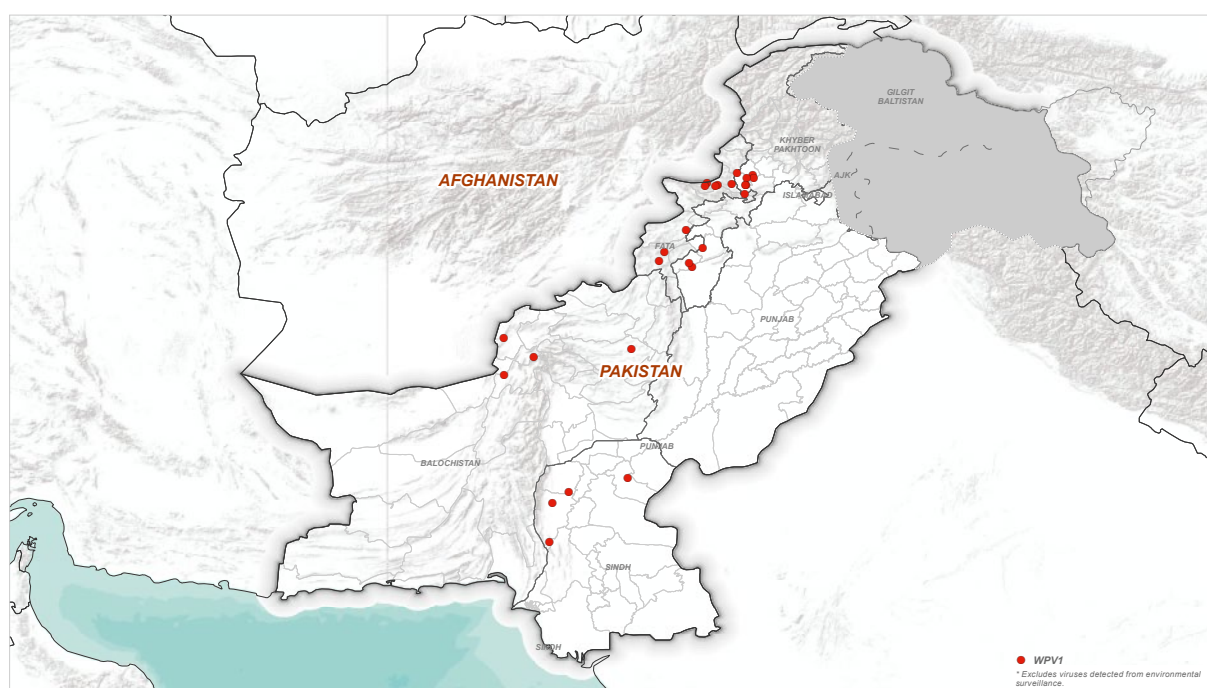 GILGIT
BALTISTAN
KHYBER
PAKHTOON
AFGHANISTAN
AJK
ISLAMABAD
FATA
PUNJAB
PAKISTAN
PUNJAB
BALOCHISTAN
SINDH
SINDH
WPV1
* Excludes viruses detected from environmental
surveillance.